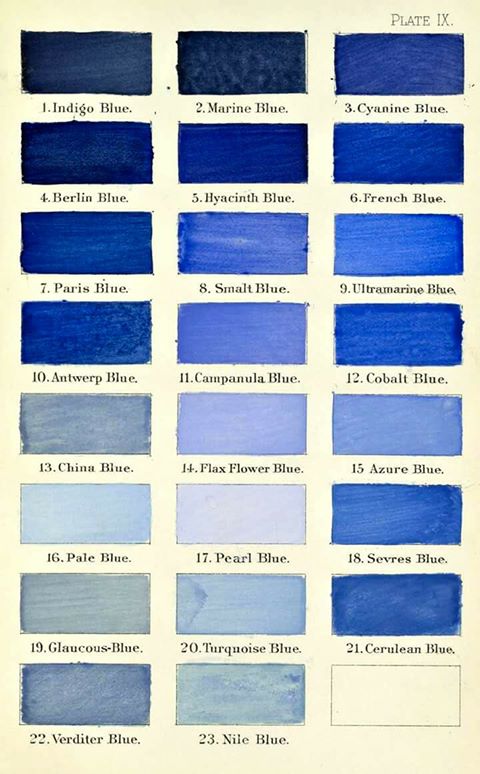 PLATE IX.
1. Indigo Blue.
2. Marine Blue.
3. Cyanine Blue.
4. Berlin Blue.
5. Hyacinth Blue.
6. French Blue.
7. Paris Blue.
8. Smalt Blue.
9. Ultramarine Blue.
10. Antwerp Blue.
11. Campanula Blue.
12. Cobalt Blue.
13. China Blue.
14. Flax Flower Blue.
15 Azure Blue.
16. Pale Blue.
17. Pearl Blue.
18. Sevres Blue.
19. Glaucous-Blue.
20. Turquoise Blue.
21. Cerulean Blue.
22. Verditer Blue.
23. Nile Blue.